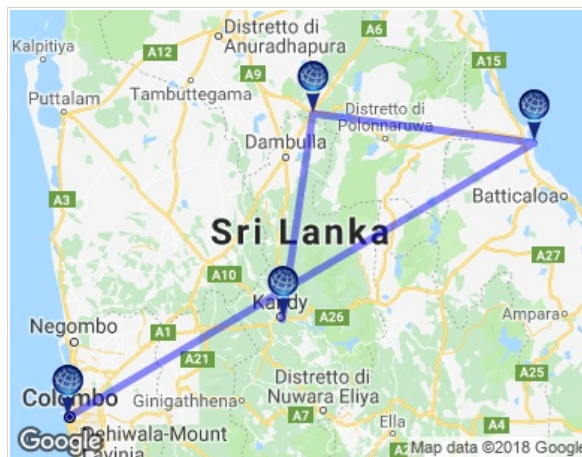 Distretto di
Anuradhapura
A6
Kalpitiya
A12
A9
A15
Tambuttegama
Puttalam
Distretto di
Polonnaruwa
Dambulla
A3
Batticaloa
Sri Lanka
A27
A10
Kandy
Ampara
Negombo
A1
A26
A21
A25
Colombo
Distretto di
Nuwara Eliya
Ginigathhena
A7
Ella
A4
Dehiwala-Mount
Lavinia
Google
Map data ©2018 Google